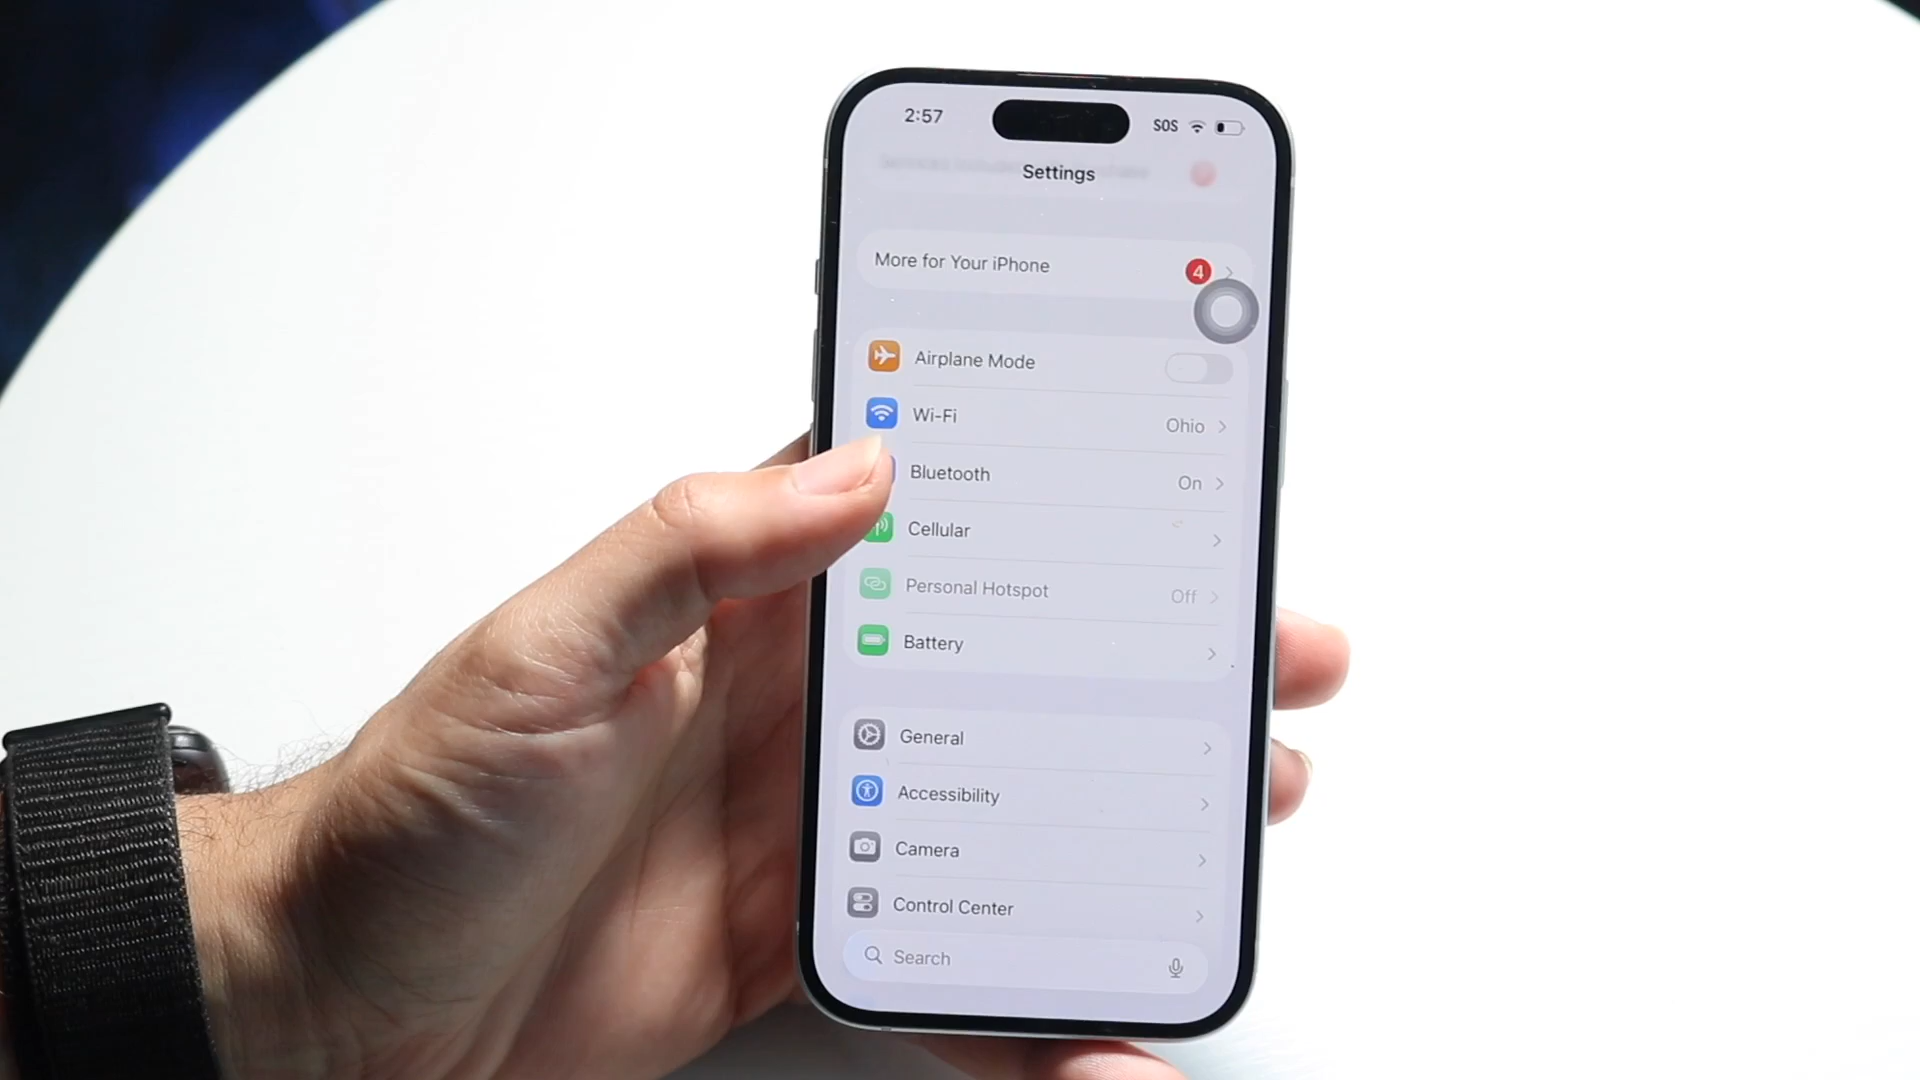 2:57
SOS
Settings
More for Your iPhone
4
Airplane Mode
Wi-Fi
Ohio
Bluetooth
On
Cellular
Personal Hotspot
Off
Battery
General
Accessibility
Camera
Control Center
Search